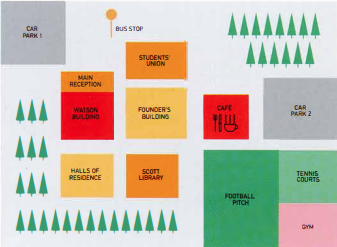 CAR
PARK 1
BUS STOP
STUDENTS'
UNION
MAIN
RECEPTION
WATSON
BUILDING
FOUNDER'S
BUILDING
CAFÉ
CAR
PARK 2
HALLS OF
RESIDENCE
SCOTT
LIBRARY
FOOTBALL
PITCH
TENNIS
COURTS
GYM